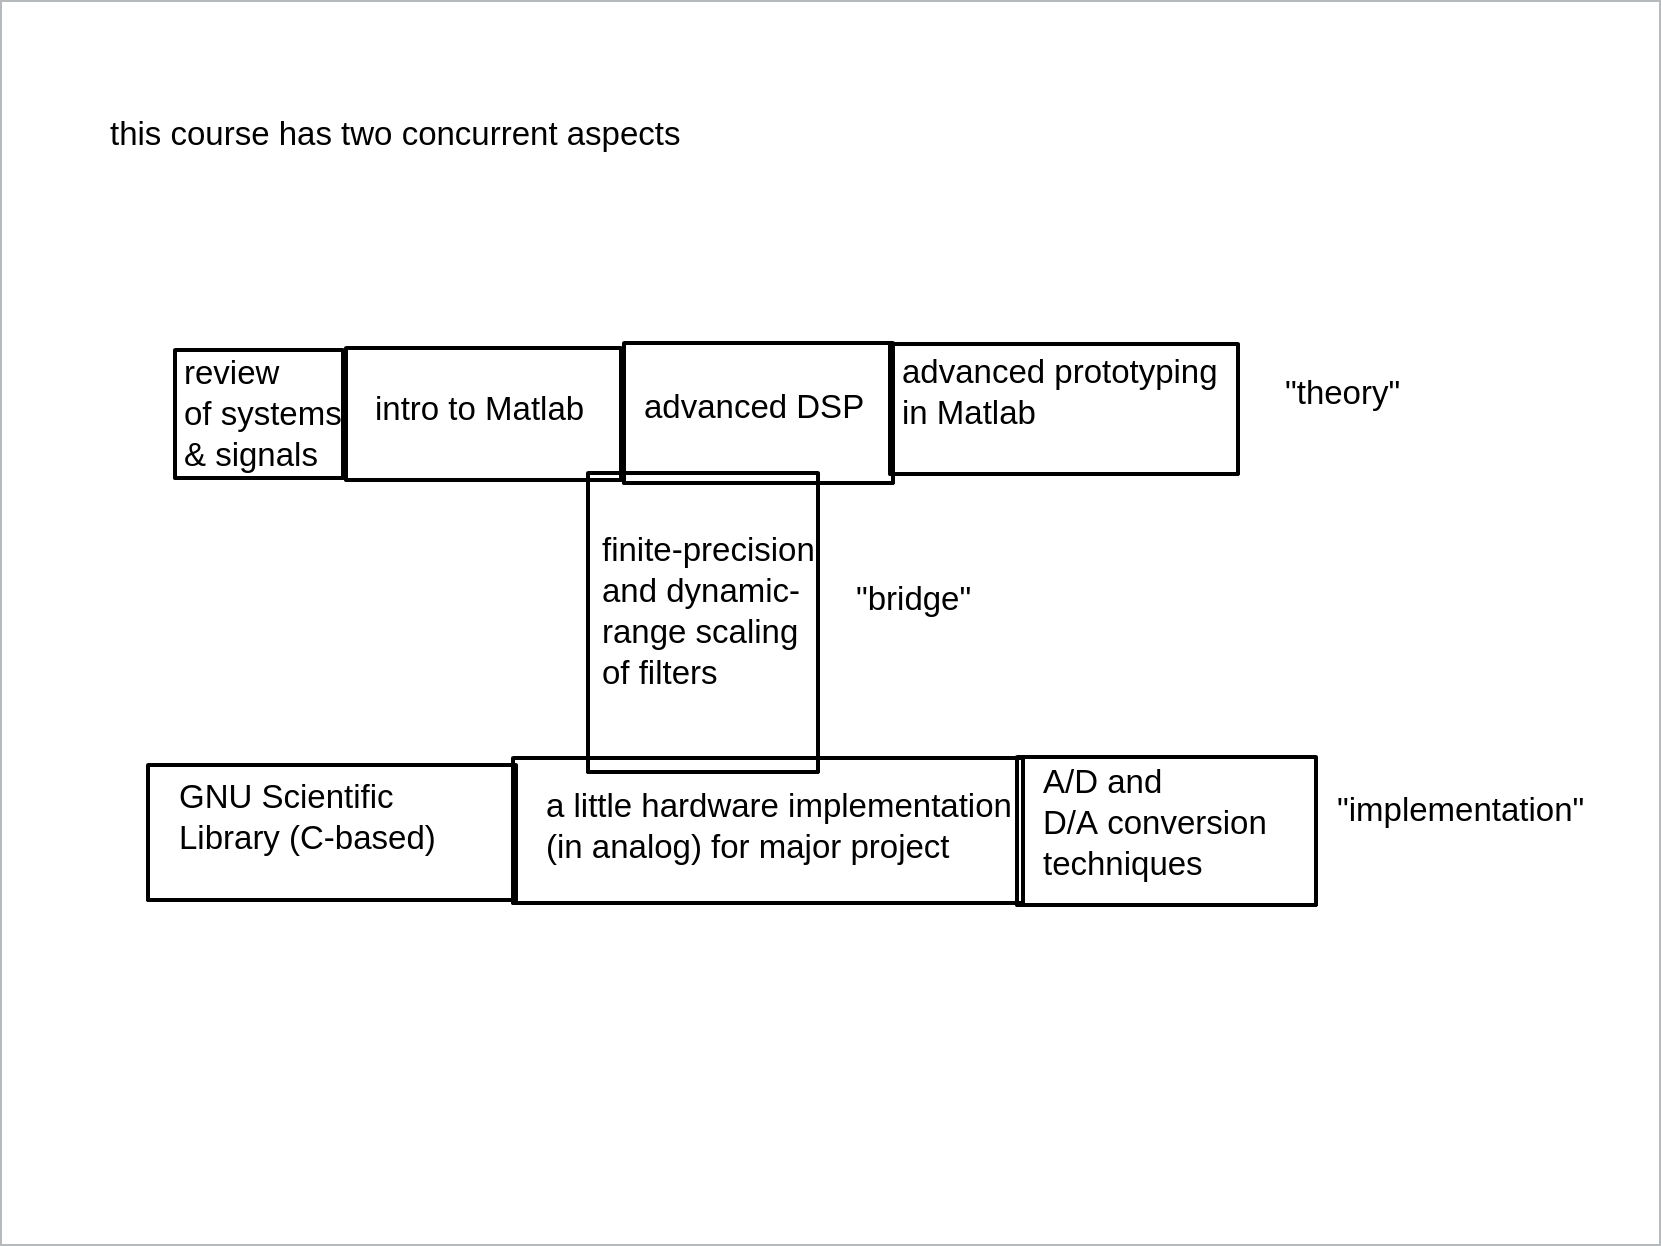 this course has two concurrent aspects
review
of systems
& signals
intro to Matlab
advanced DSP
advanced prototyping
in Matlab
"theory"
finite-precision
and dynamic-
range scaling
of filters
"bridge"
GNU Scientific
Library (C-based)
a little hardware implementation
(in analog) for major project
A/D and
D/A conversion
techniques
"implementation"